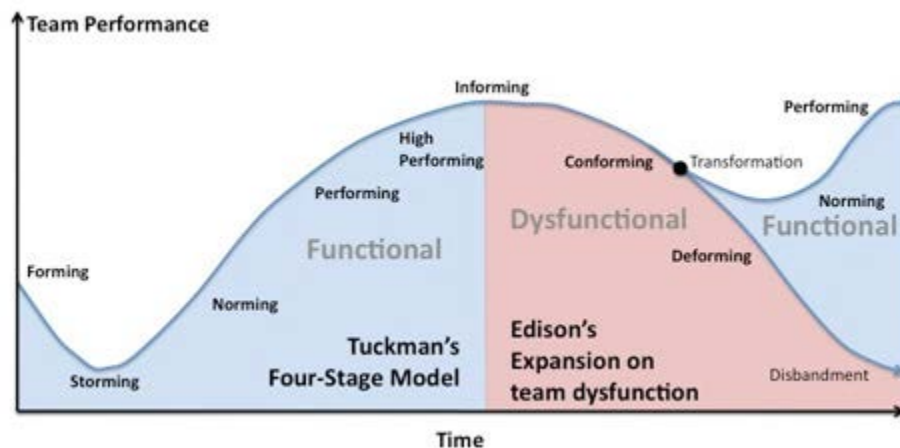 Team Performance
Informing
Performing
High
Performing
Conforming
Transformation
Performing
Norming
Dysfunctional
Functional
Functional
Deforming
Forming
Norming
Edison's
Tuckman's
Expansion on
Four-Stage Model
team dysfunction
Storming
Disbandment
Time